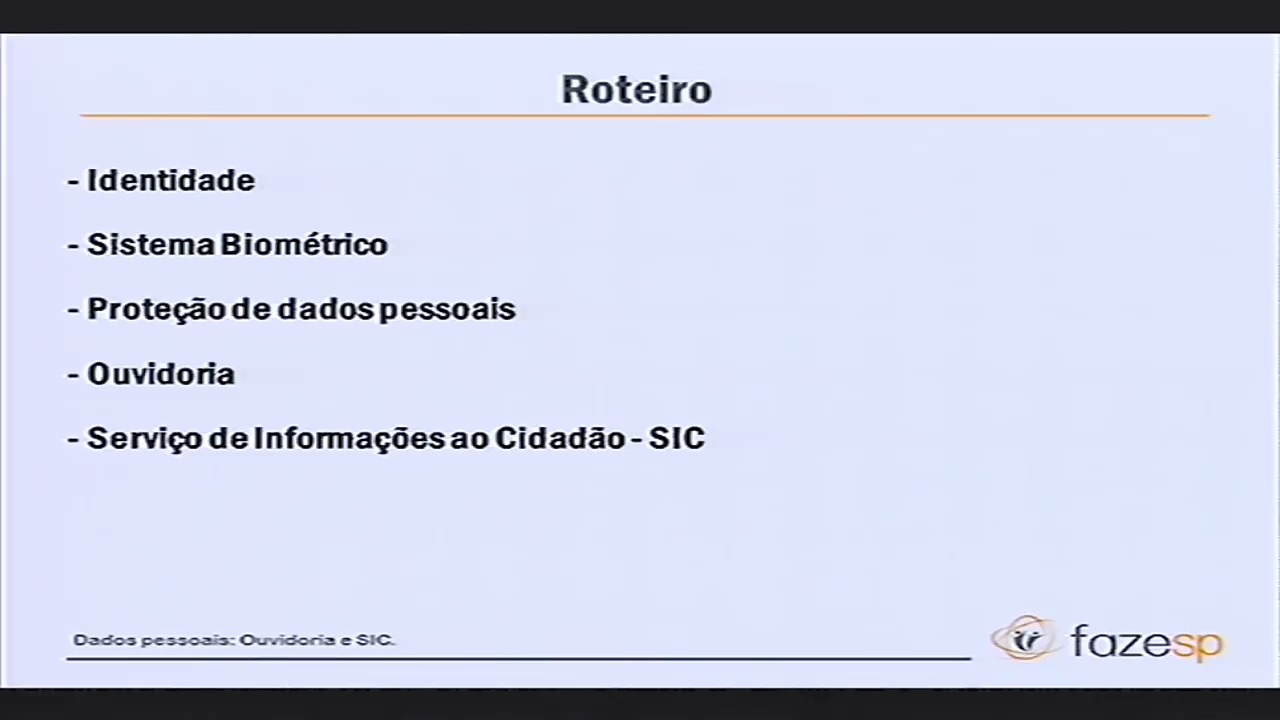 Roteiro
- Identidade
- Sistema Biométrico
- Proteção de dados pessoais
- Ouvidoria
- Serviço de Informações ao Cidadão - SIC
Dados pessoais: Ouvidoria e SIC.
fazesp